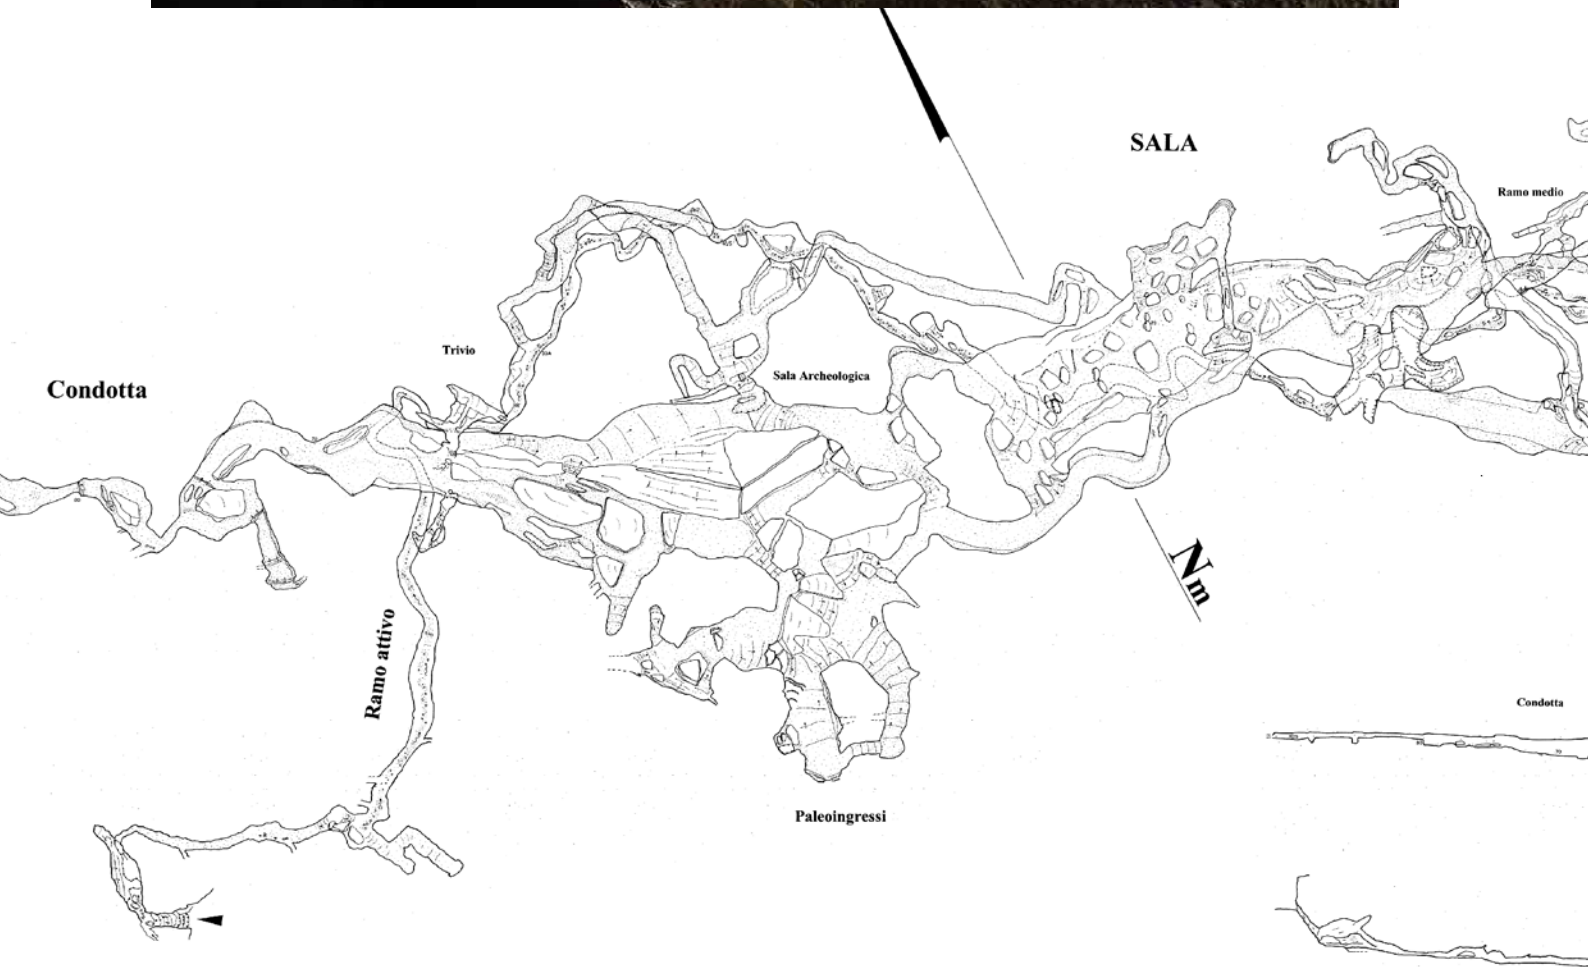 SALA
Ramo medio
Trivio
Sala Archeologica
Condotta
Nm
Ramo attivo
Condotta
Paleoingressi